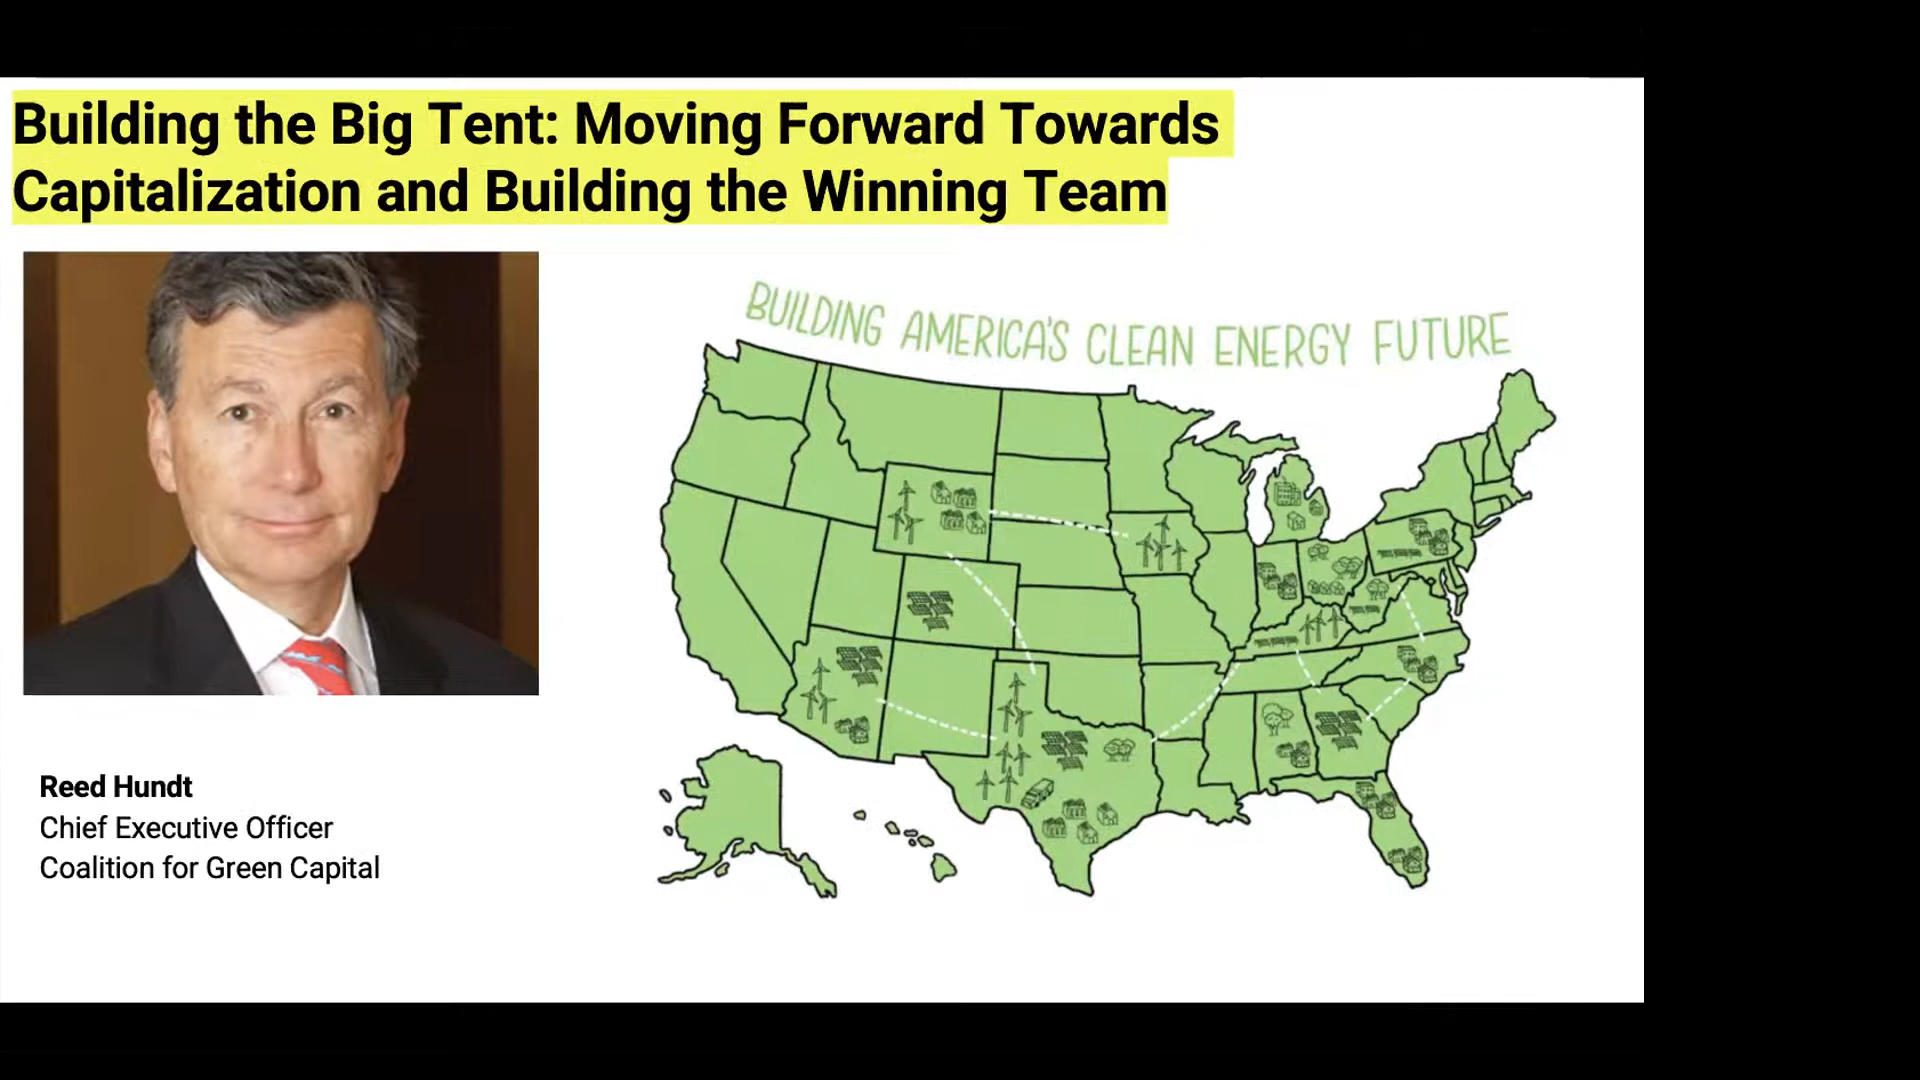 Building the Big Tent: Moving Forward Towards
Capitalization and Building the Winning Team
BUILDING AMERICA'S CLEAN ENERGY FUTURE
Reed Hundt
Chief Executive Officer
Coalition for Green Capital